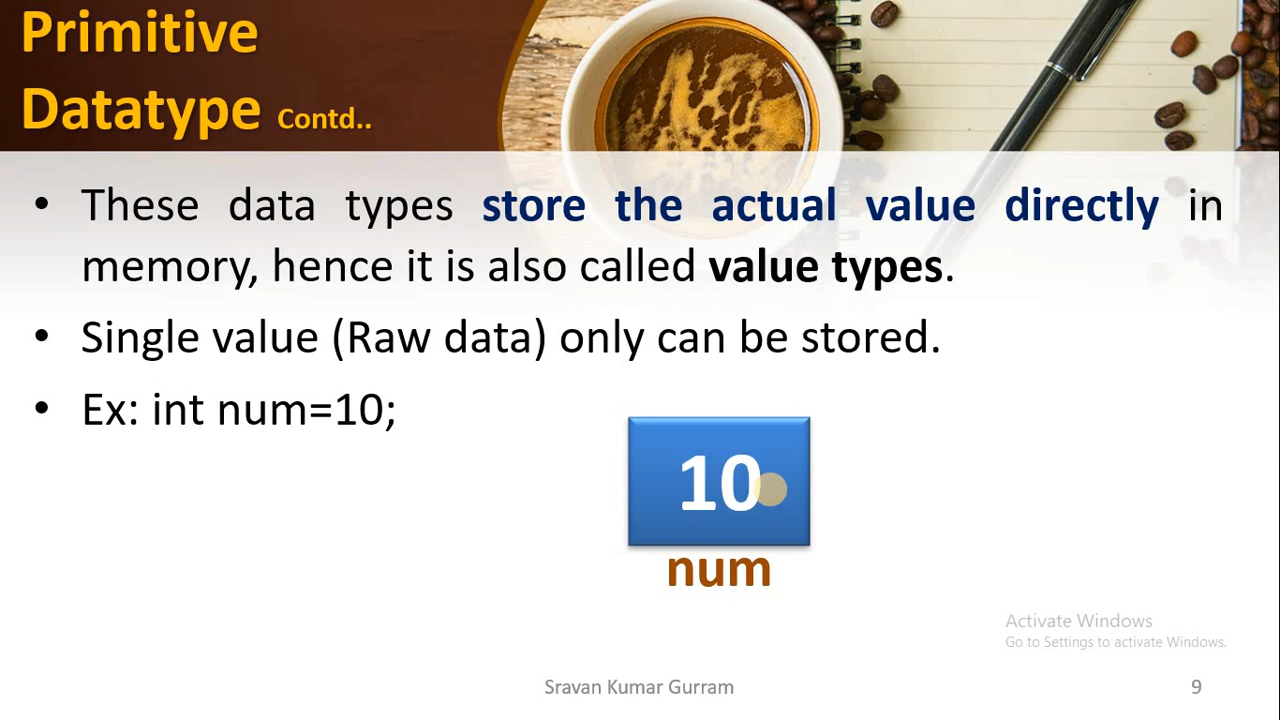 Primitive
Datatype Contd..
• These data types store the actual value directly in
memory, hence it is also called value types.
• Single value (Raw data) only can be stored.
• Ex: int num=10;
10
num
Activate Windows
Go to Settings to activate Windows.
Sravan Kumar Gurram
9